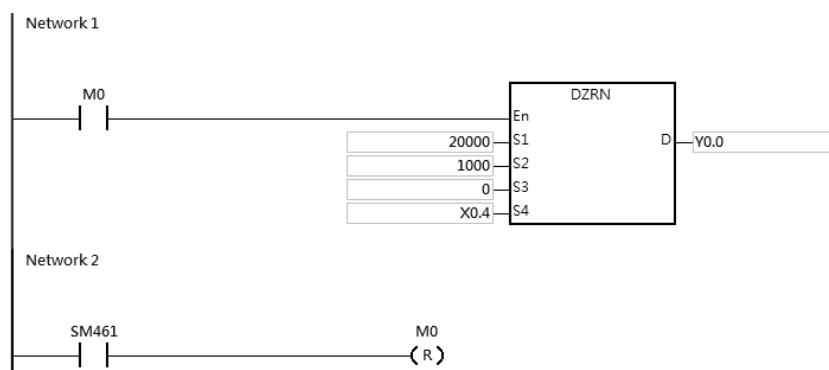 Network 1
M0
DZRN
En
20000 S1 D Y0.0
1000 S2
0 S3
X0.4 S4
Network 2
SM461 M0
R